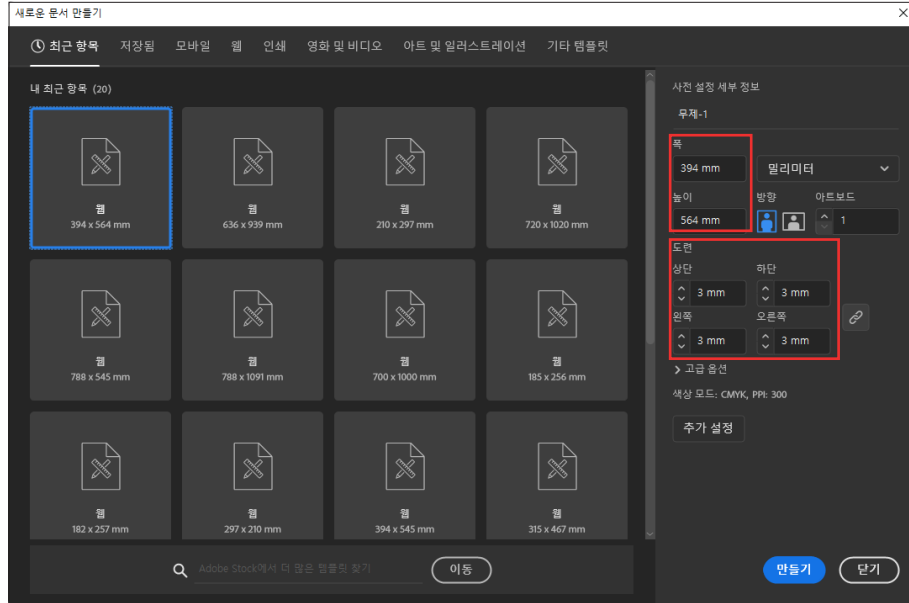 새로운 문서 만들기
최근 항목 저장됨 모바일 웹 인쇄 영화 및 비디오 아트 및 일러스트레이션 기타 템플릿
내 최근 항목 (20)
웹 웹 웹 웹
394 x 564 mm 636 x 939 mm 210 x 297 mm 720 x 1020 mm
웹 웹 웹 웹
788 x 545 mm 788 x 1091 mm 700 x 1000 mm 185 x 256 mm
웹 웹 웹 웹
182 x 257 mm 297 x 210 mm 394 x 545 mm 315 x 467 mm
Adobe Stock에서 더 많은 템플릿 찾기 이동
사전 설정 세부 정보
무제-1
폭
394 mm 밀리미터
높이 방향 아트보드
564 mm 1
도련
상단 하단
3 mm 3 mm
왼쪽 오른쪽
3 mm 3 mm
고급 옵션
색상 모드: CMYK, PPI: 300
추가 설정
만들기 닫기